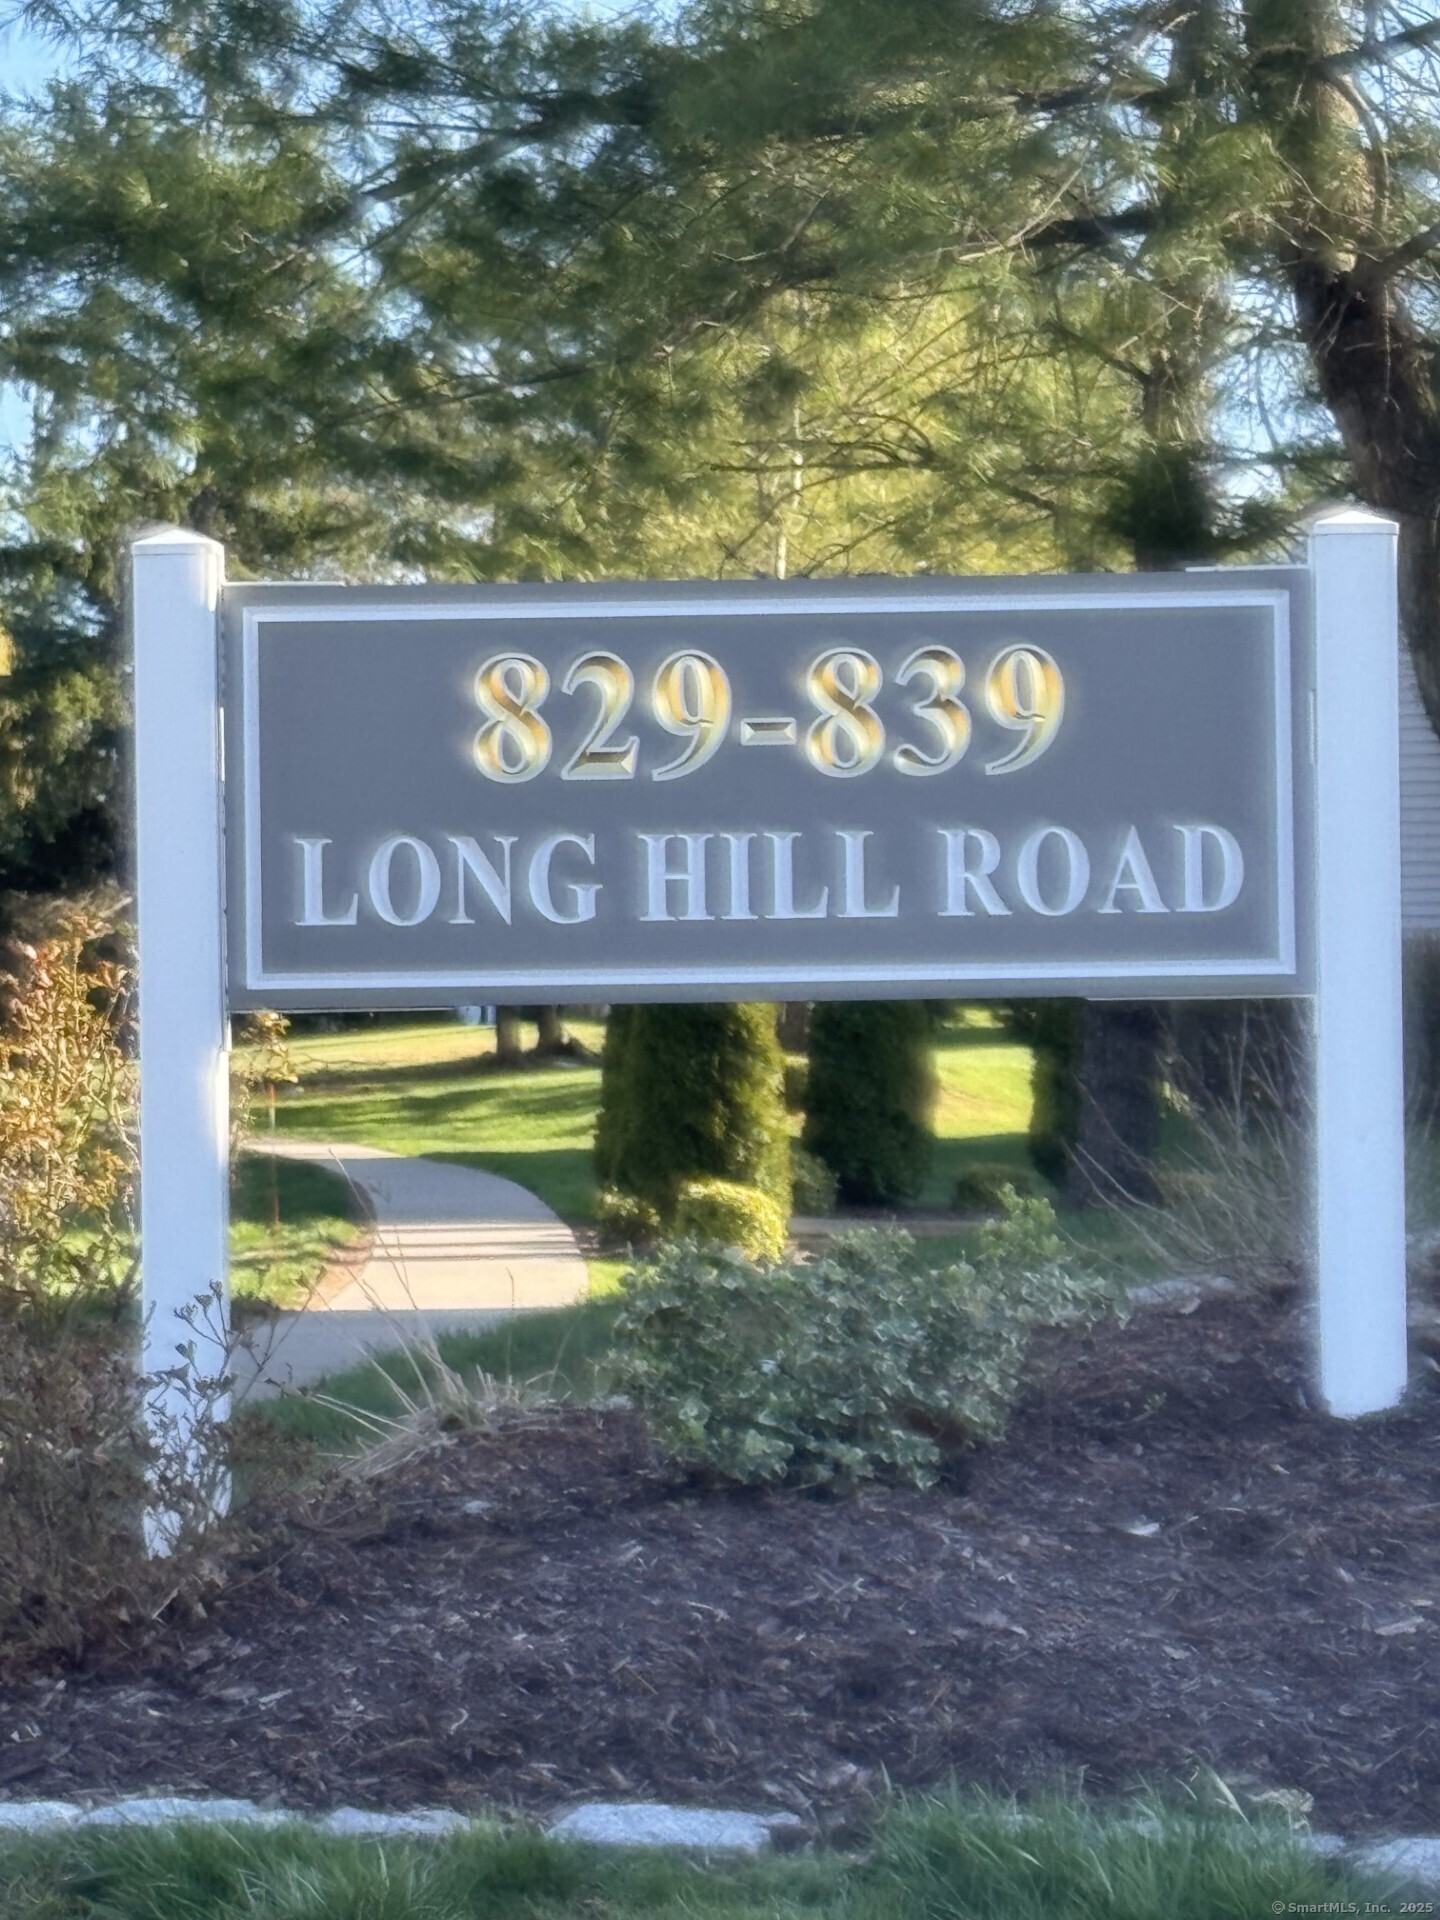 829-839
LONG HILL ROAD
©SmartMLS, Inc. 2025